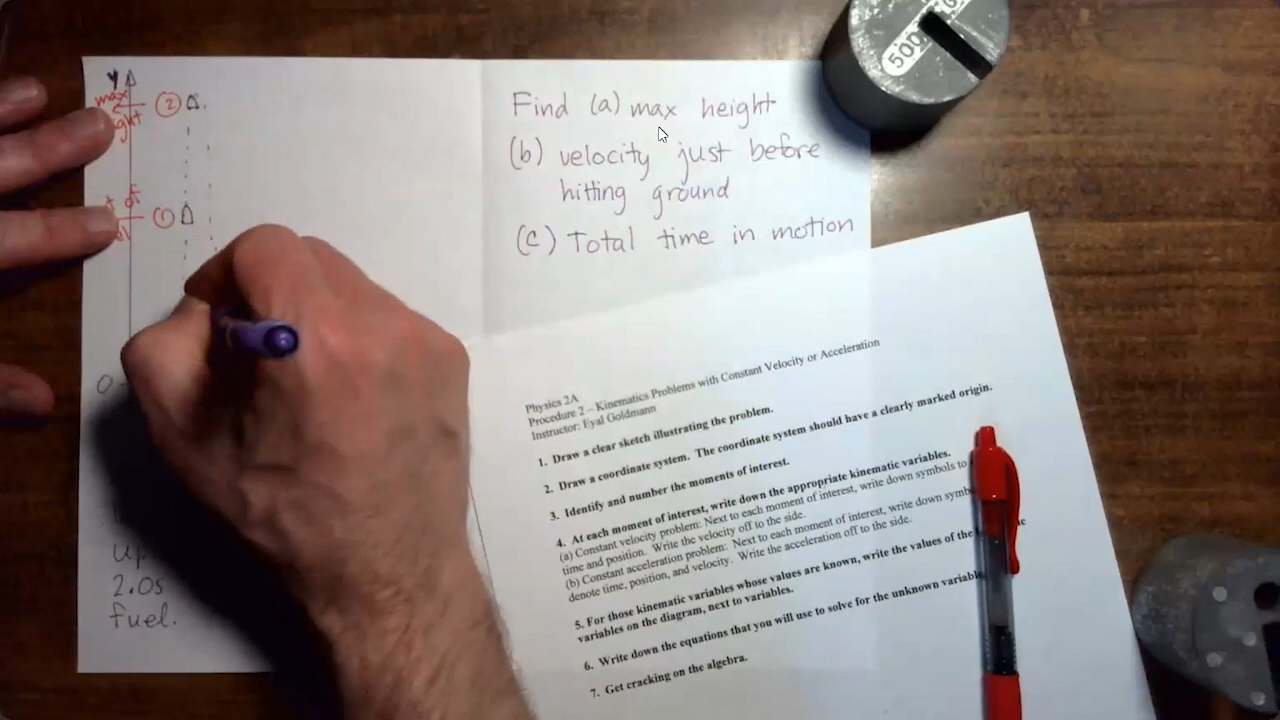 y
max
②
①
of
0
up
2.0s
fuel.
Find (a) max height
(b) velocity just before
hitting ground
(c) Total time in motion
500
Physics 2A
Procedure 2 – Kinematics Problems with Constant Velocity or Acceleration
Instructor: Eyal Goldmann
1. Draw a clear sketch illustrating the problem.
2. Draw a coordinate system. The coordinate system should have a clearly marked origin.
3. Identify and number the moments of interest.
4. At each moment of interest, write down the appropriate kinematic variables.
(a) Constant velocity problem: Next to each moment of interest, write down symbols to
time and position. Write the velocity off to the side.
(b) Constant acceleration problem: Next to each moment of interest, write down
denote time, position, and velocity. Write the acceleration off to the side.
5. For those kinematic variables whose values are known, write the values of the
variables on the diagram, next to variables.
6. Write down the equations that you will use to solve for the unknown
7. Get cracking on the algebra.